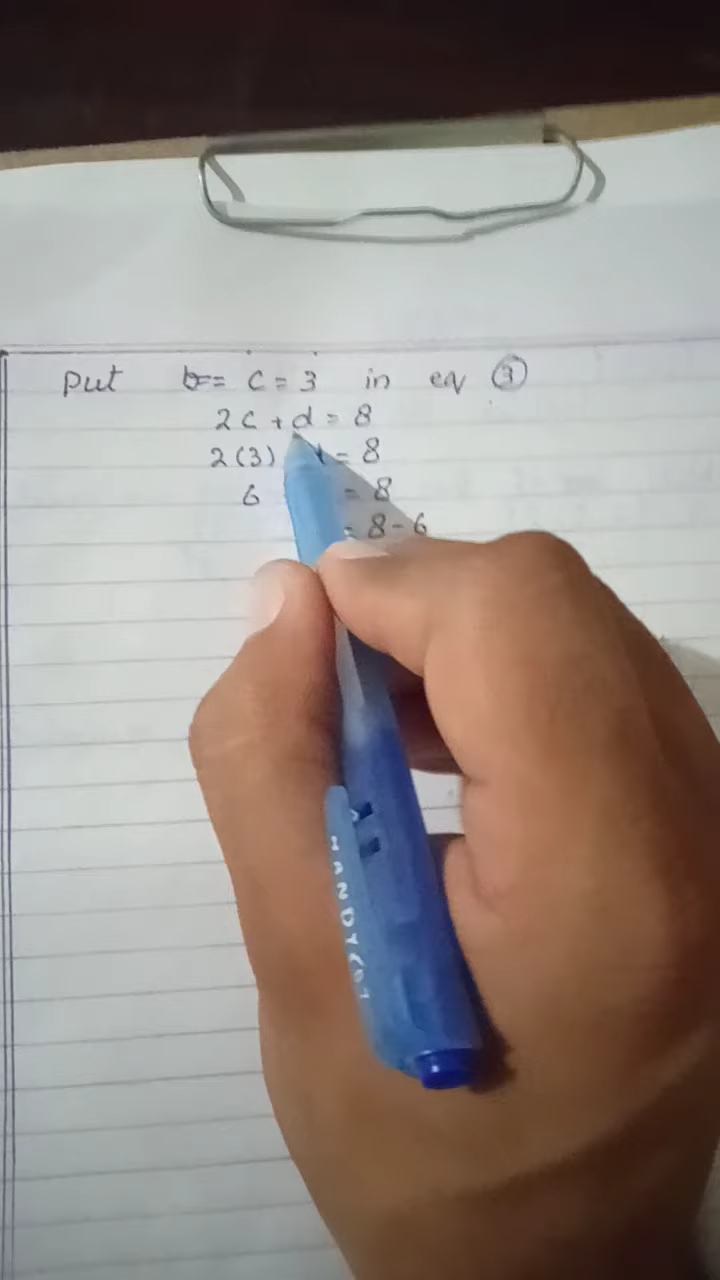 Put b= c = 3 in eq ③
2c + d = 8
2(3) = 8
6 = 8
= 8 - 6